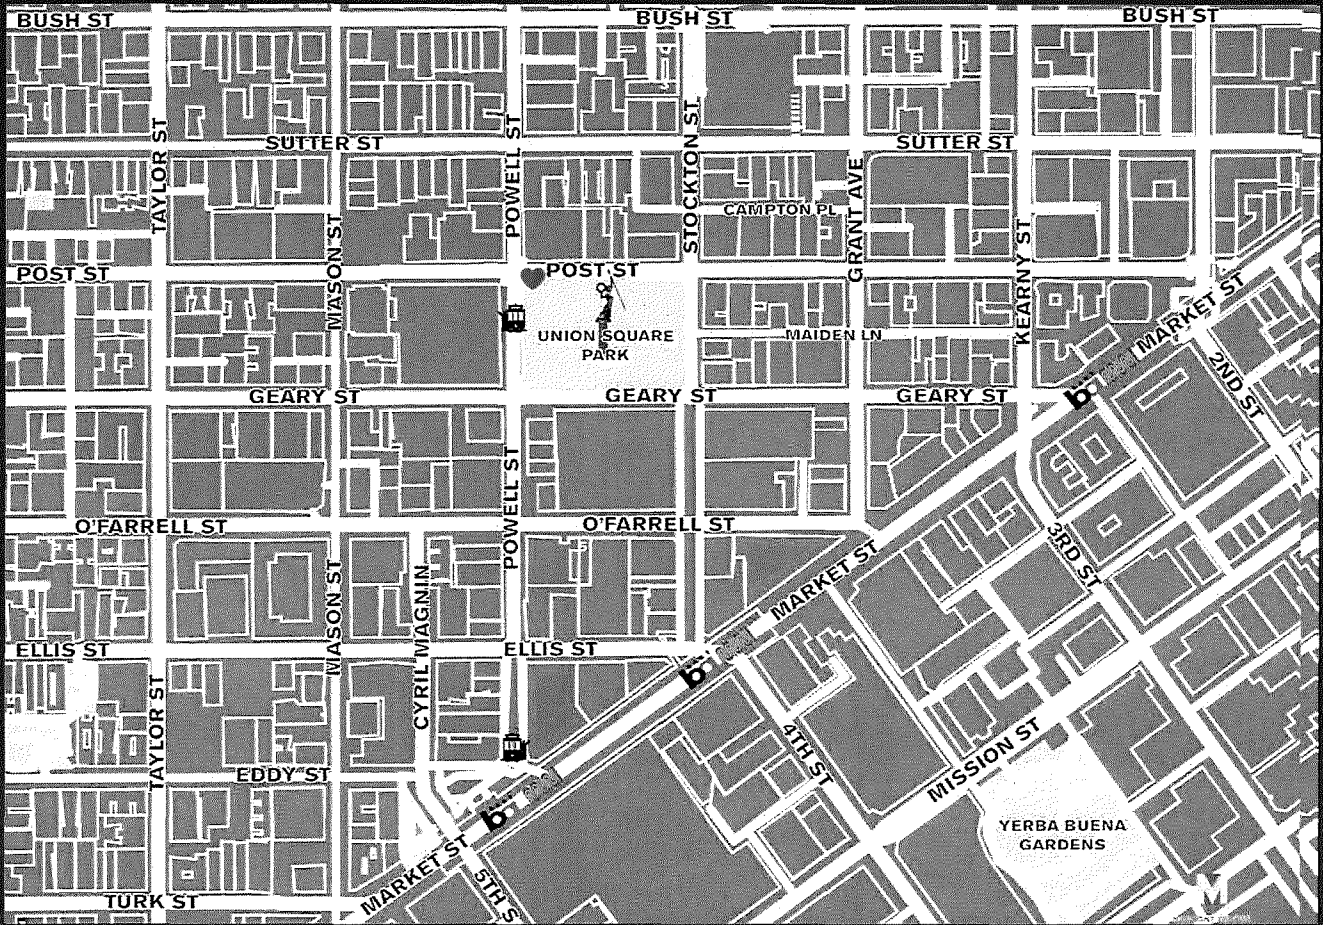 BUSH ST
BUSH ST
BUSH ST
TAYLOR ST
SUTTER ST
POWELL ST
STOCKTON ST
SUTTER ST
GRANT AVE
CAMPTON PL
MASON ST
KEARNY ST
POST ST
POST ST
UNION SQUARE
PARK
MAIDEN LN
MARKET ST
2ND ST
GEARY ST
GEARY ST
GEARY ST
POWELL ST
O'FARRELL ST
O'FARRELL ST
3RD ST
MARKET ST
MASON ST
CYRIL MAGNIN
ELLIS ST
ELLIS ST
b
b
TAYLOR ST
4TH ST
MISSION ST
EDDY ST
b
YERBA BUENA
GARDENS
MARKET ST
5TH S
TURK ST
M